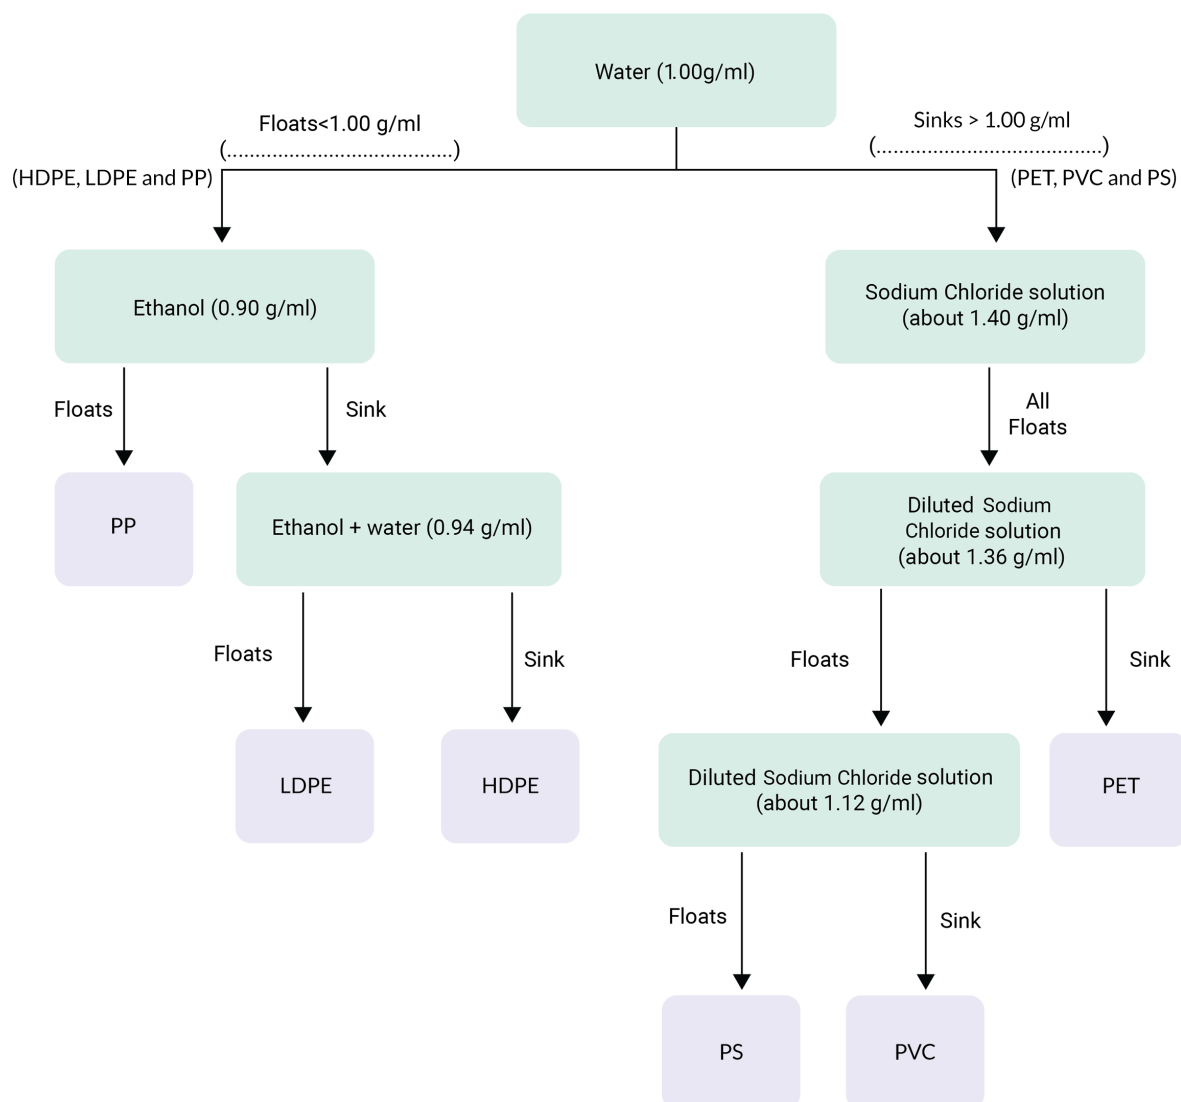 Water (1.00g/ml)
Floats<1.00 g/ml
(.........................................)
Sinks > 1.00 g/ml
(.........................................)
(HDPE, LDPE and PP)
(PET, PVC and PS)
Ethanol (0.90 g/ml)
Sodium Chloride solution
(about 1.40 g/ml)
Floats
Sink
All
Floats
PP
Ethanol + water (0.94 g/ml)
Diluted Sodium
Chloride solution
(about 1.36 g/ml)
Floats
Sink
Floats
Sink
LDPE
HDPE
Diluted Sodium Chloride solution
(about 1.12 g/ml)
PET
Floats
Sink
PS
PVC